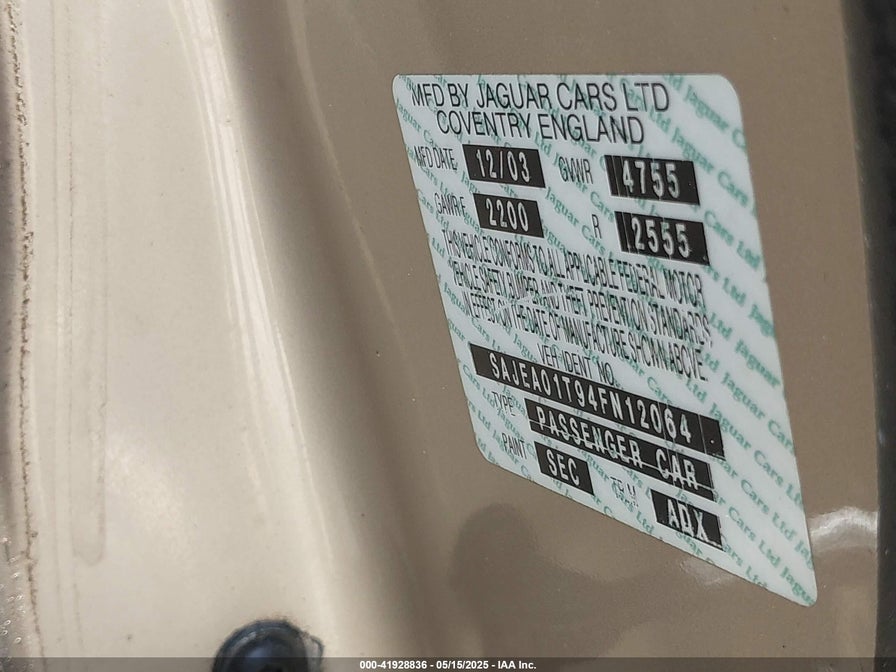 MFD BY JAGUAR CARS LTD
COVENTRY ENGLAND
MFD DATE 12/03 GVWR 4755
GAWR F 2200 R 2555
THIS VEHICLE CONFORMS TO ALL APPLICABLE FEDERAL MOTOR
VEHICLE SAFETY BUMPER AND THEFT PREVENTION STANDARDS,
IN EFFECT ON THE DATE OF MANUFACTURE SHOWN ABOVE
VEH IDENT NO.
SAJEA01T94FN12064
TYPE PASSENGER CAR
PAINT SEC TRIM ADX
000-41928836 - 05/15/2025 - IAA Inc.